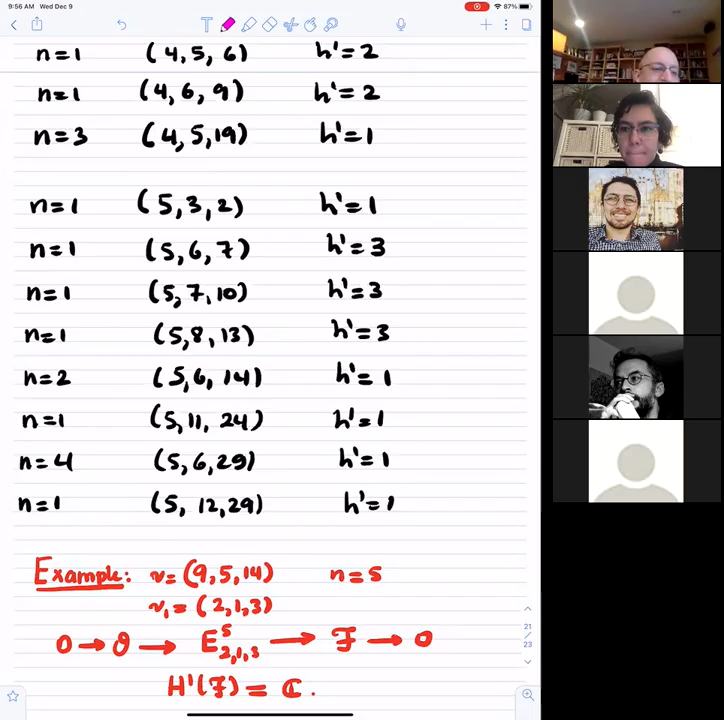 9:56 AM Wed Dec 9
87%
n=1 (4,5,6) h'=2
n=1 (4,6,9) h'=2
n=3 (4,5,19) h'=1
n=1 (5,3,2) h'=1
n=1 (5,6,7) h'=3
n=1 (5,7,10) h'=3
n=1 (5,8,13) h'=3
n=2 (5,6,14) h'=1
n=1 (5,11,24) h'=1
n=4 (5,6,29) h'=1
n=1 (5,12,29) h'=1
Example: v=(9,5,14) n=5
v₁=(2,1,3)
0→𝒪→E⁵₂,₁,₃→ℱ→0
H'(ℱ)=ℂ.
21
/
23